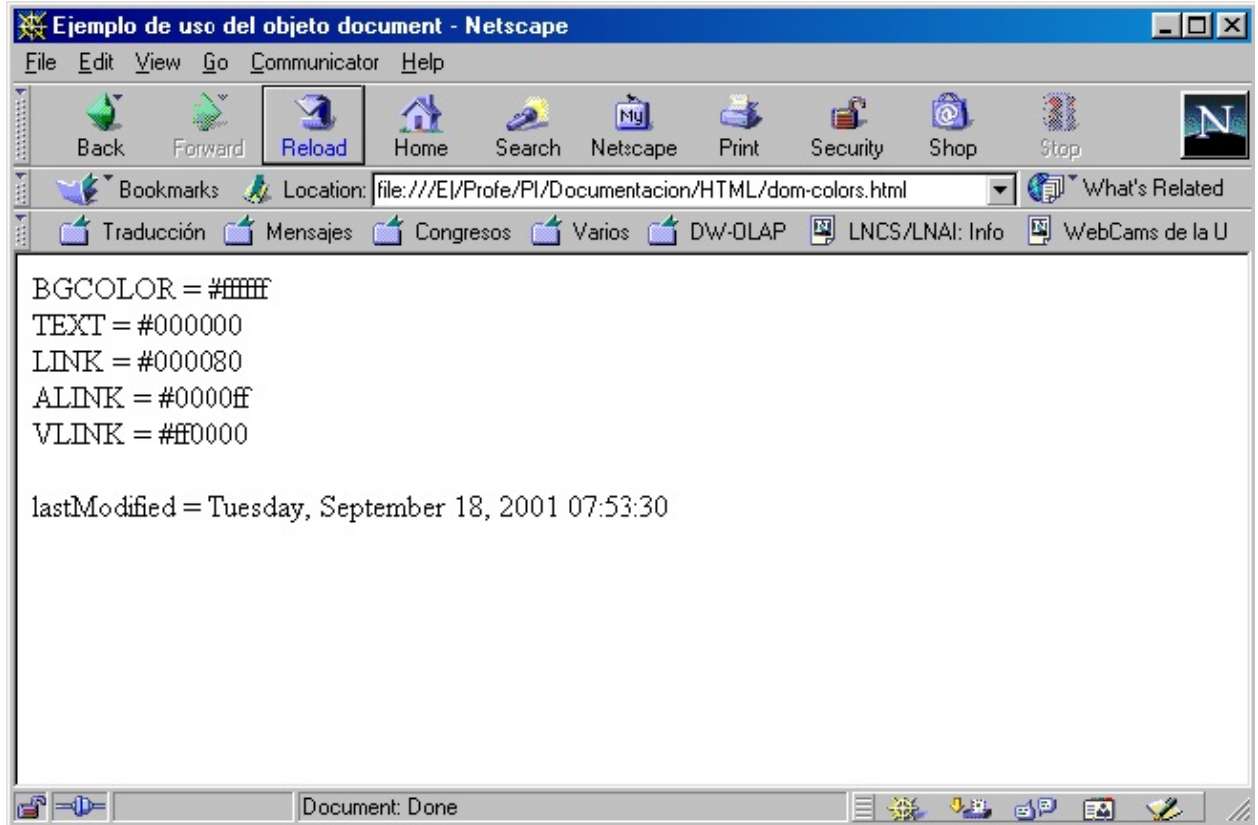 Ejemplo de uso del objeto document - Netscape
File Edit View Go Communicator Help
Back Forward Reload Home Search Netscape Print Security Shop Stop
My
N
Bookmarks Location: file:///E|/Profe/PI/Documentacion/HTML/dom-colors.html What's Related
Traducción Mensajes Congresos Varios DW-OLAP LNCS/LNAI: Info WebCams de la U
BGCOLOR = #ffffff
TEXT = #000000
LINK = #000080
ALINK = #0000ff
VLINK = #ff0000
lastModified = Tuesday, September 18, 2001 07:53:30
Document: Done